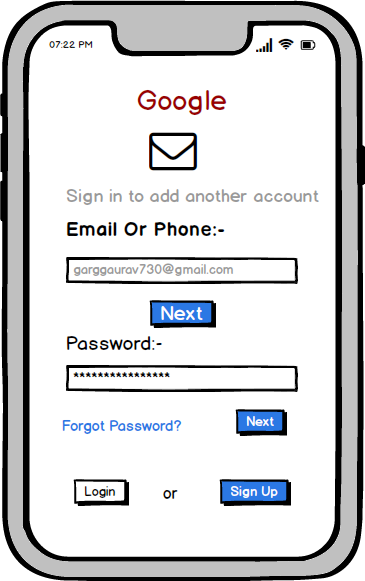 07:22 PM
Google
Sign in to add another account
Email Or Phone:-
garggaurav730@gmail.com
Next
Password:-
****************
Forgot Password? Next
Login or Sign Up